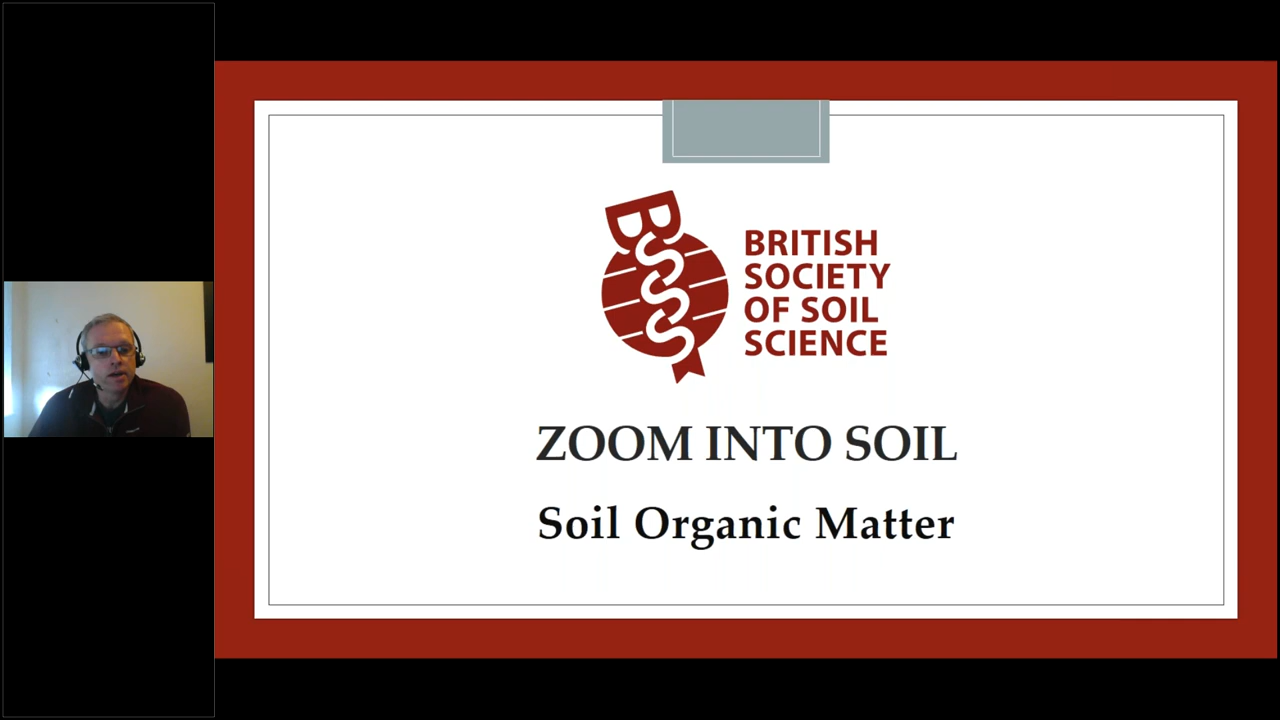 BSSS
BRITISH
SOCIETY
OF SOIL
SCIENCE
ZOOM INTO SOIL
Soil Organic Matter